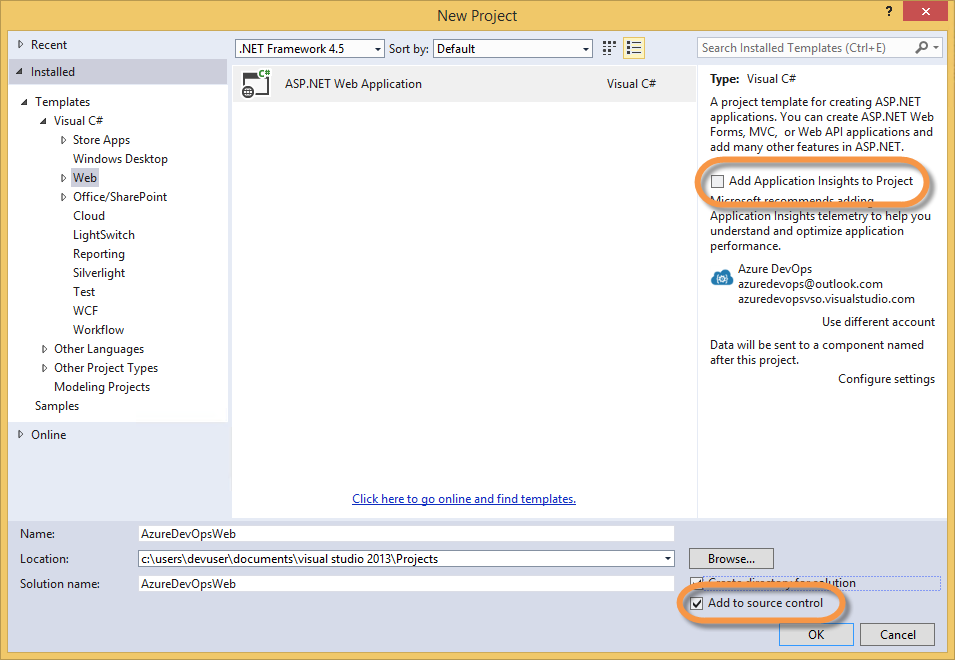 New Project
?
Recent
Installed
Templates
Visual C#
Store Apps
Windows Desktop
Web
Office/SharePoint
Cloud
LightSwitch
Reporting
Silverlight
Test
WCF
Workflow
Other Languages
Other Project Types
Modeling Projects
Samples
Online
.NET Framework 4.5
Sort by: Default
Search Installed Templates (Ctrl+E)
C#
ASP.NET Web Application Visual C#
Click here to go online and find templates.
Type: Visual C#
A project template for creating ASP.NET
applications. You can create ASP.NET Web
Forms, MVC, or Web API applications and
add many other features in ASP.NET.
Add Application Insights to Project
Microsoft recommends adding
Application Insights telemetry to help you
understand and optimize application
performance.
Azure DevOps
azuredevops@outlook.com
azuredevopsvso.visualstudio.com
Use different account
Data will be sent to a component named
after this project.
Configure settings
Name: AzureDevOpsWeb
Location: c:\users\devuser\documents\visual studio 2013\Projects
Browse...
Solution name: AzureDevOpsWeb
Create directory for solution
Add to source control
OK
Cancel